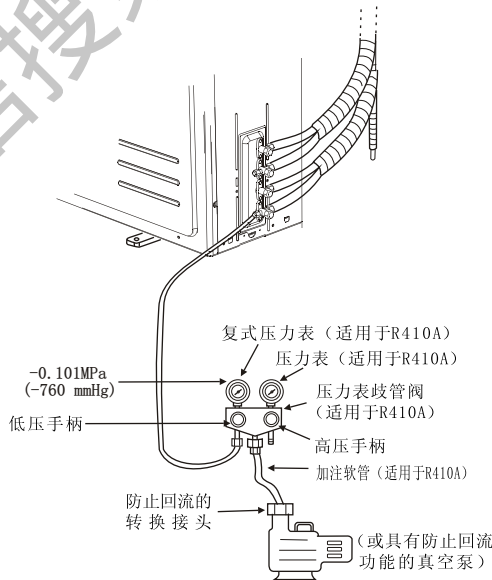 复式压力表（适用于R410A）
压力表（适用于R410A）
-0.101MPa
(-760 mmHg)
压力表歧管阀
（适用于R410A）
低压手柄
高压手柄
加注软管（适用于R410A）
防止回流的
转换接头
（或具有防止回流
功能的真空泵）